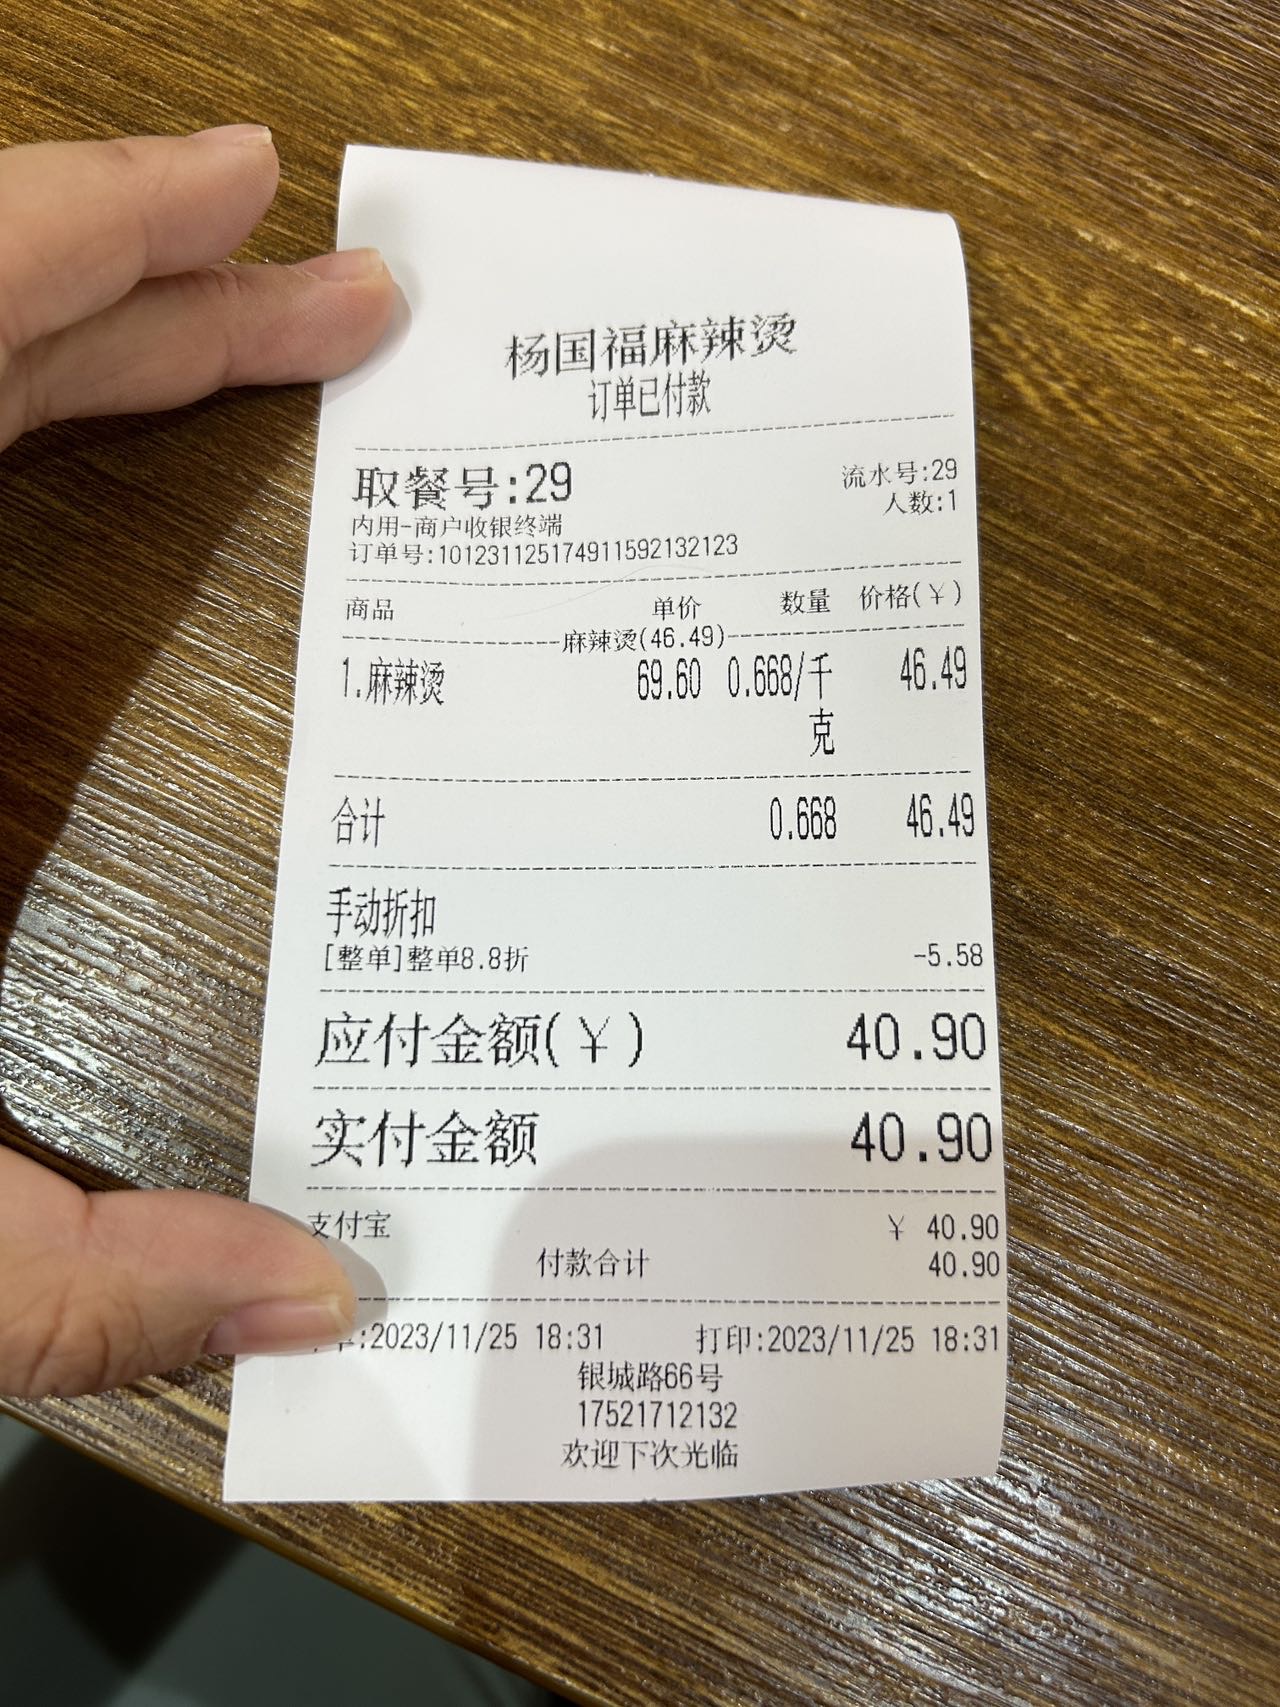 杨国福麻辣烫
订单已付款
取餐号:29
流水号:29
人数:1
内用-商户收银终端
订单号:101231125174911592132123
商品 单价 数量 价格(¥)
麻辣烫(46.49)
1.麻辣烫 69.60 0.668/千克 46.49
合计 0.668 46.49
手动折扣
[整单]整单8.8折 -5.58
应付金额(¥) 40.90
实付金额 40.90
支付宝 ¥ 40.90
付款合计 40.90
:2023/11/25 18:31 打印:2023/11/25 18:31
银城路66号
17521712132
欢迎下次光临